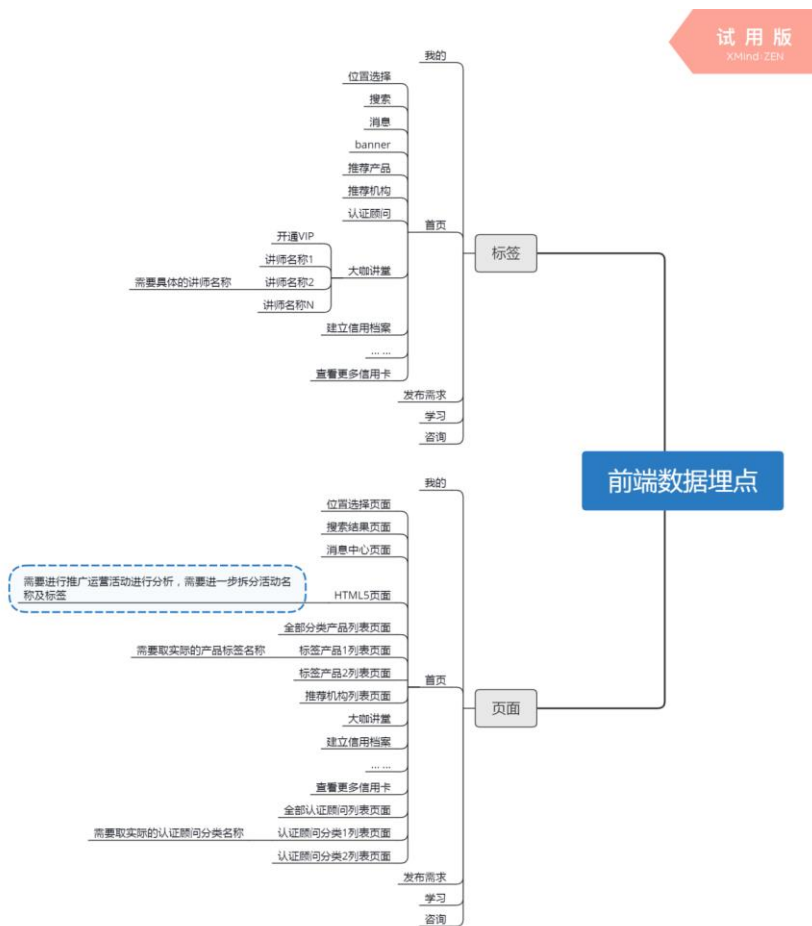 试用版
XMind:ZEN
我的
位置选择
搜索
消息
banner
推荐产品
推荐机构
认证顾问
首页
开通VIP
讲师名称1
大咖讲堂
需要具体的讲师名称
讲师名称2
讲师名称N
标签
建立信用档案
... ...
查看更多信用卡
发布需求
学习
咨询
前端数据埋点
我的
位置选择页面
搜索结果页面
消息中心页面
需要进行推广运营活动进行分析，需要进一步拆分活动名
称及标签
HTML5页面
全部分类产品列表页面
需要取实际的产品标签名称
标签产品1列表页面
标签产品2列表页面
首页
推荐机构列表页面
页面
大咖讲堂
建立信用档案
... ...
查看更多信用卡
全部认证顾问列表页面
需要取实际的认证顾问分类名称
认证顾问分类1列表页面
认证顾问分类2列表页面
发布需求
学习
咨询